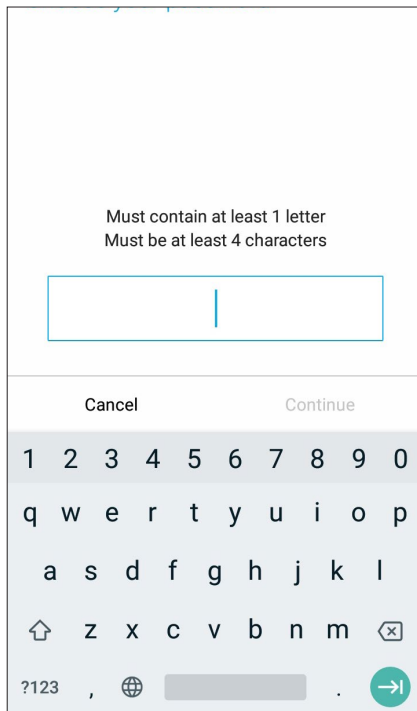 Must contain at least 1 letter
Must be at least 4 characters
Cancel Continue
1 2 3 4 5 6 7 8 9 0
q w e r t y u i o p
a s d f g h j k l
z x c v b n m
?123 , .